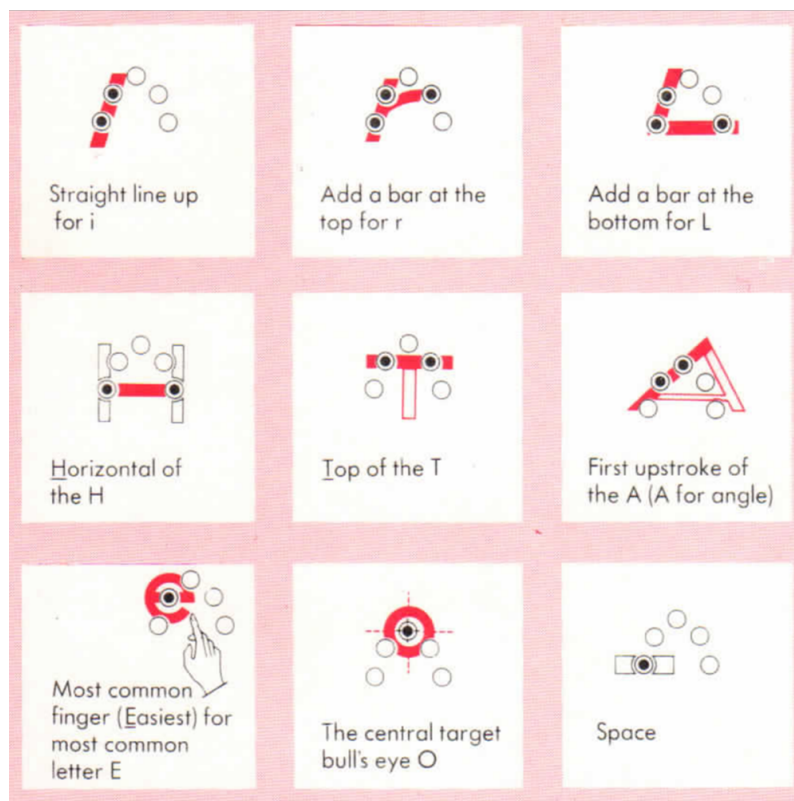 Straight line up
for i
Add a bar at the
top for r
Add a bar at the
bottom for L
Horizontal of
the H
Top of the T
First upstroke of
the A (A for angle)
Most common
finger (Easiest) for
most common
letter E
The central target
bull's eye O
Space